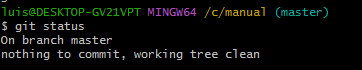 luis@DESKTOP-GV21VPT MINGW64 /c/manual (master)
$ git status
On branch master
nothing to commit, working tree clean